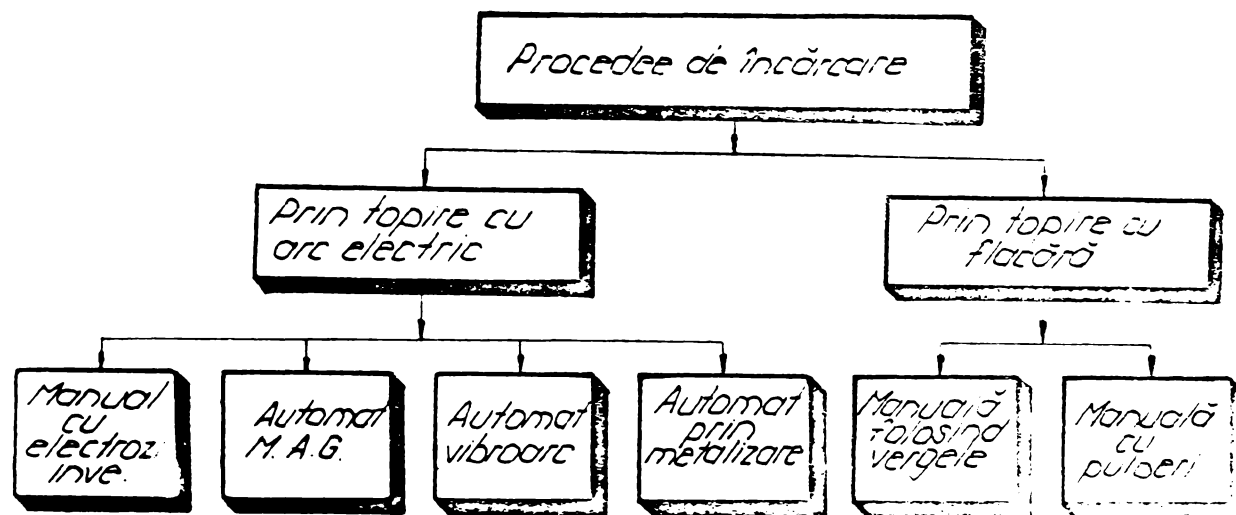 Procedee de încărcare
Prin topire cu
arc electric
Prin topire cu
flacără
Manual
cu
electrozi
inve.
Automat
M.A.G.
Automat
vibroarc
Automat
prin
metalizare
Manuală
folosind
vergele
Manuală
cu
pulberi